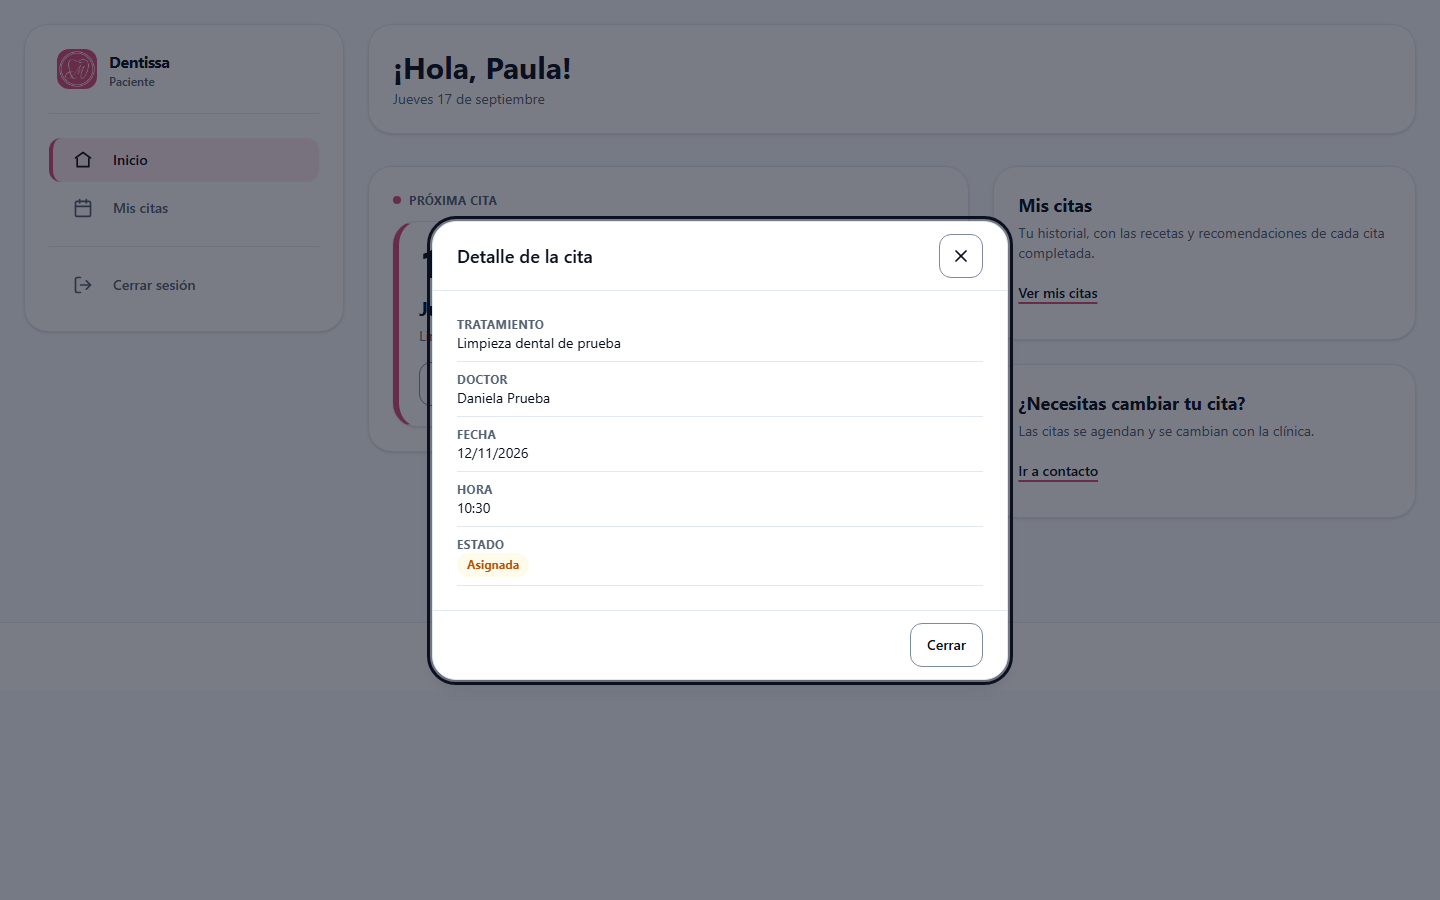 Dentissa
Paciente
Inicio
Mis citas
Cerrar sesión
¡Hola, Paula!
Jueves 17 de septiembre
PRÓXIMA CITA
Detalle de la cita
TRATAMIENTO
Limpieza dental de prueba
DOCTOR
Daniela Prueba
FECHA
12/11/2026
HORA
10:30
ESTADO
Asignada
Cerrar
Mis citas
Tu historial, con las recetas y recomendaciones de cada cita
completada.
Ver mis citas
¿Necesitas cambiar tu cita?
Las citas se agendan y se cambian con la clínica.
Ir a contacto